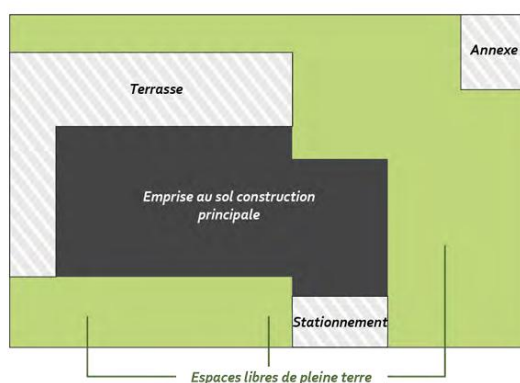 Annexe
Terrasse
Emprise au sol construction
principale
Stationnement
Espaces libres de pleine terre